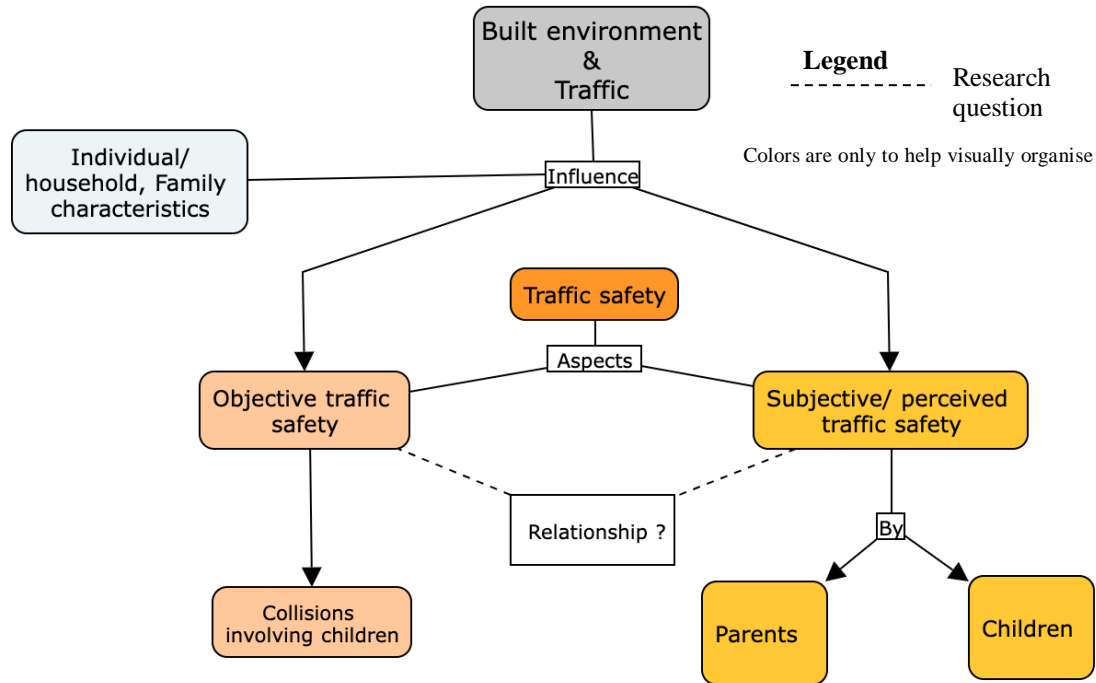 Built environment
&
Traffic
Legend
Research
question
Colors are only to help visually organise
Individual/
household, Family
characteristics
Influence
Traffic safety
Aspects
Objective traffic
safety
Subjective/ perceived
traffic safety
Relationship ?
By
Collisions
involving children
Parents
Children